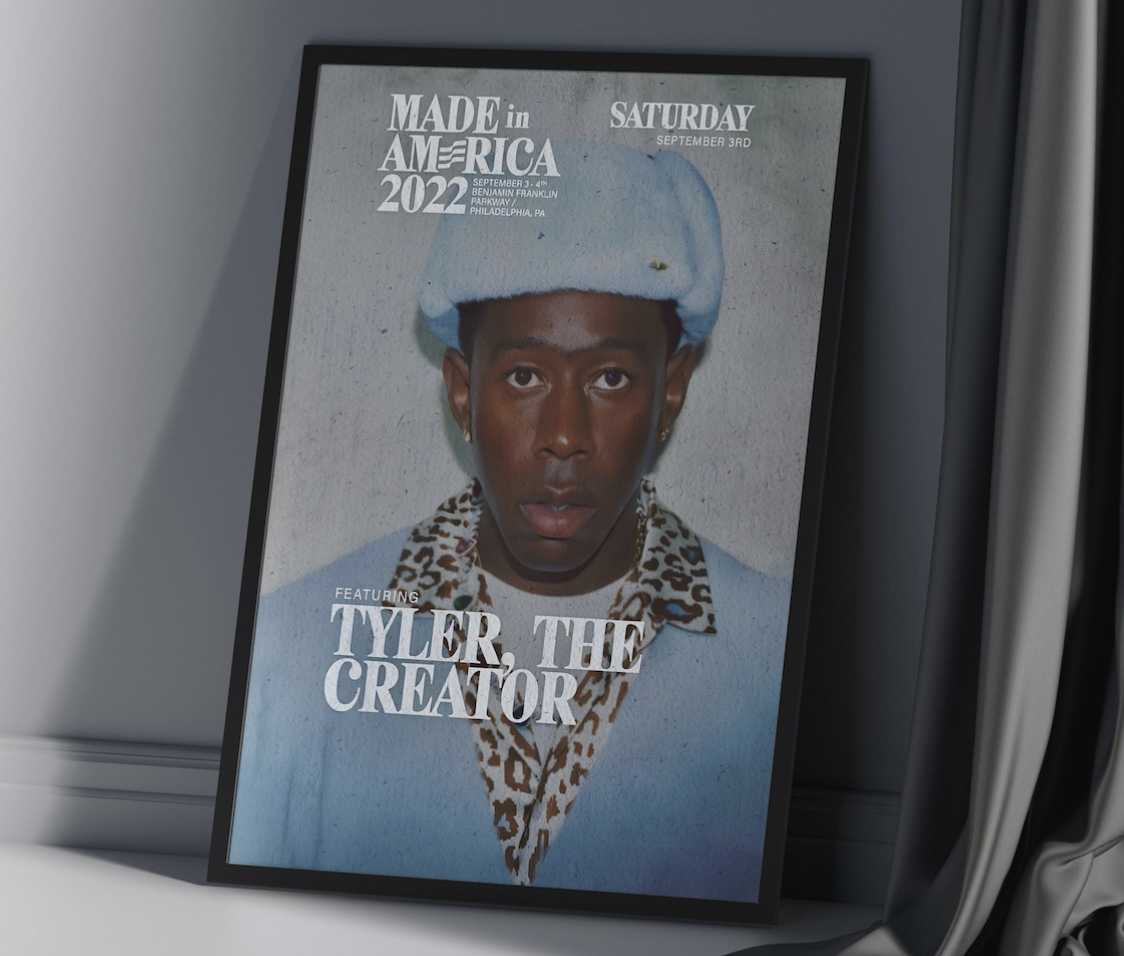 MADE in
AMERICA
2022
SEPTEMBER 3 - 4TH
BENJAMIN FRANKLIN
PARKWAY /
PHILADELPHIA, PA
SATURDAY
SEPTEMBER 3RD
FEATURING
TYLER, THE
CREATOR